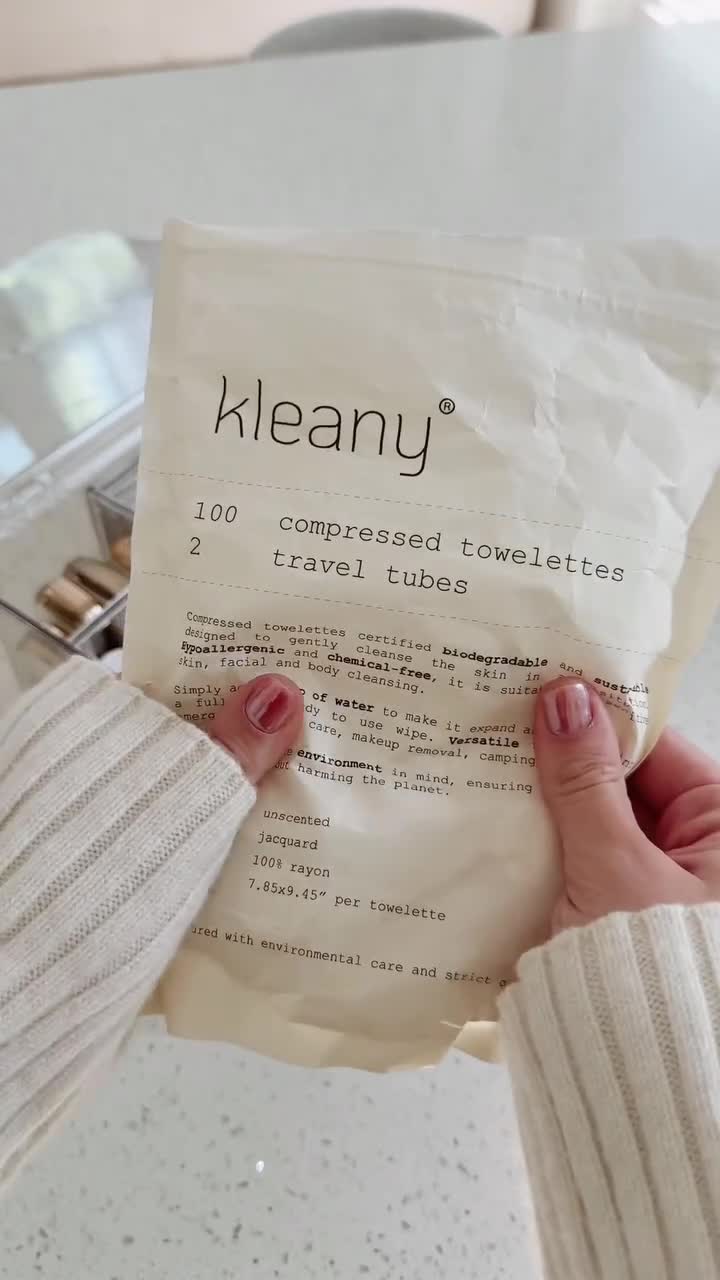 kleany®
100 compressed towelettes
2 travel tubes
Compressed towelettes certified biodegradable and
designed to gently cleanse the skin in
Hypoallergenic and chemical-free, it is
skin, facial and body cleansing.
Simply of water to make it expand
a full to use wipe. Versatile
care, makeup removal, camping
environment in mind, ensuring
harming the planet.
unscented
jacquard
100% rayon
7.85x9.45″ per towelette
with environmental care and strict